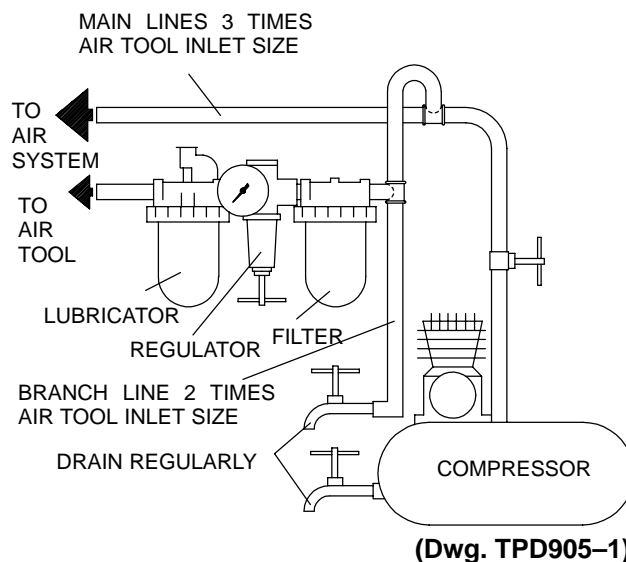 MAIN LINES 3 TIMES
AIR TOOL INLET SIZE
TO
AIR
SYSTEM
TO
AIR
TOOL
LUBRICATOR
REGULATOR
FILTER
BRANCH LINE 2 TIMES
AIR TOOL INLET SIZE
DRAIN REGULARLY
COMPRESSOR
(Dwg. TPD905–1)